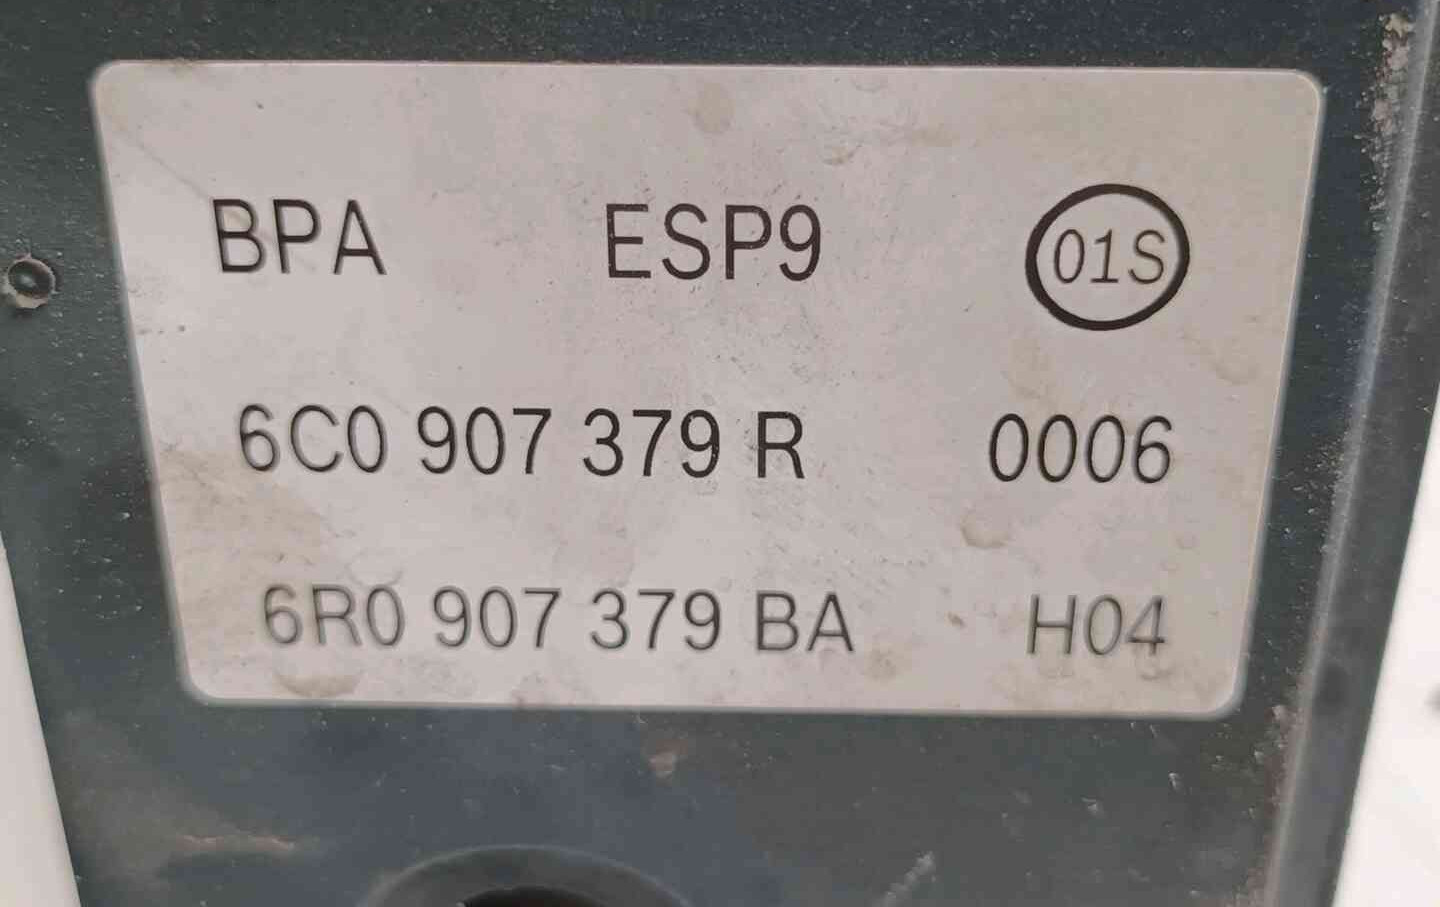 BPA ESP9 01S
6C0 907 379 R 0006
6R0 907 379 BA H04